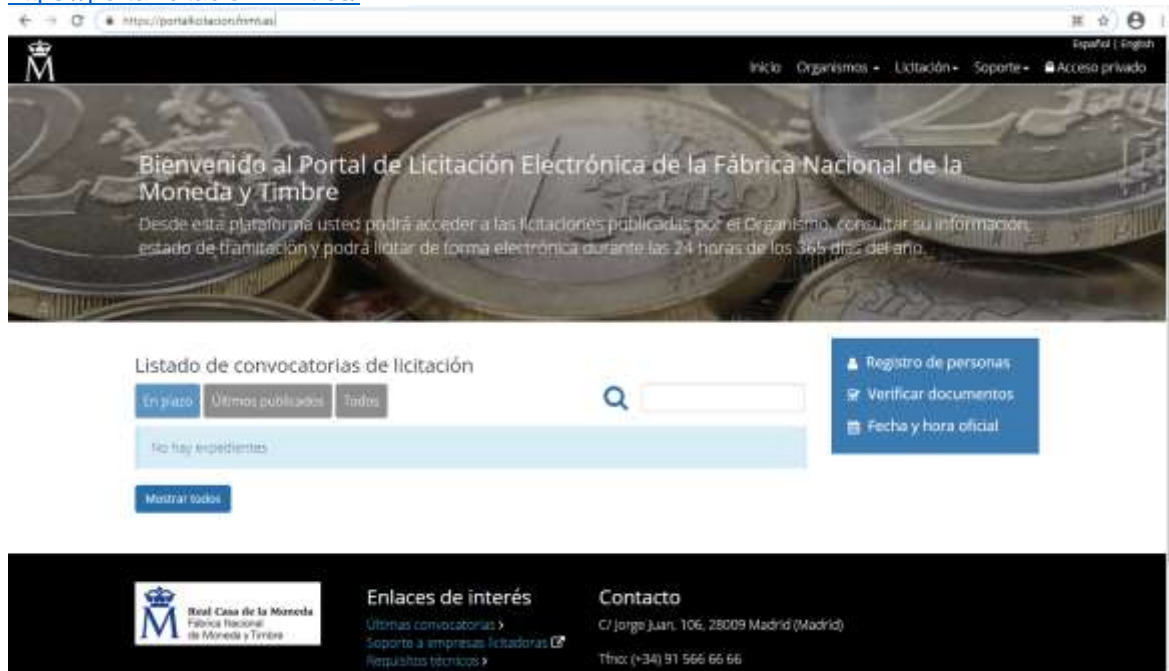 Español | English
Inicio Organismos Licitación Soporte Acceso privado
Bienvenido al Portal de Licitación Electrónica de la Fábrica Nacional de la
Moneda y Timbre
Desde esta plataforma usted podrá acceder a las licitaciones publicadas por el Organismo, consultar su información,
estado de tramitación y podrá licitar de forma electrónica durante las 24 horas de los 365 días del año.
Listado de convocatorias de licitación
En plazo Últimos publicados Todos
No hay expedientes
Mostrar todos
Registro de personas
Verificar documentos
Fecha y hora oficial
Real Casa de la Moneda
Fábrica Nacional
de Moneda y Timbre
Enlaces de interés
Últimas convocatorias >
Soporte a empresas licitadoras
Requisitos técnicos >
Contacto
C/ Jorge Juan, 106, 28009 Madrid (Madrid)
Tfno: (+34) 91 566 66 66